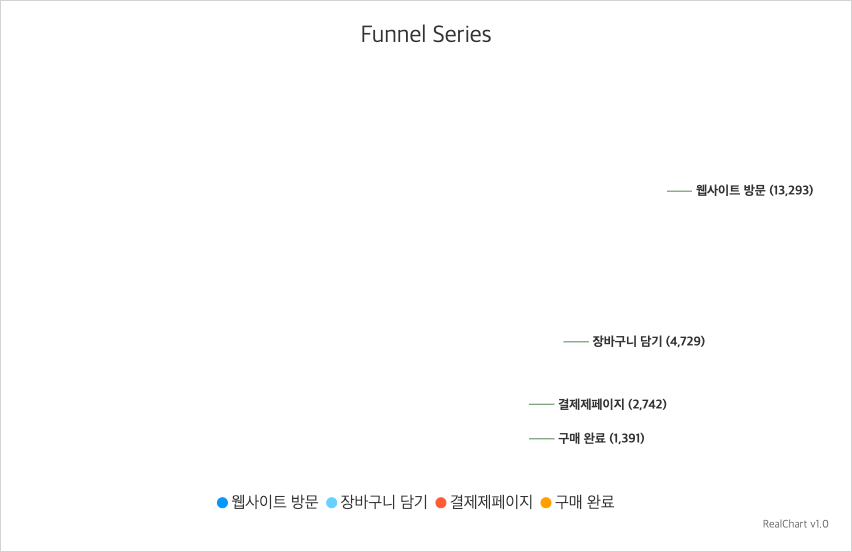 Funnel Series
웹사이트 방문 (13,293)
장바구니 담기 (4,729)
결제제페이지 (2,742)
구매 완료 (1,391)
웹사이트 방문 장바구니 담기 결제제페이지 구매 완료
RealChart v1.0